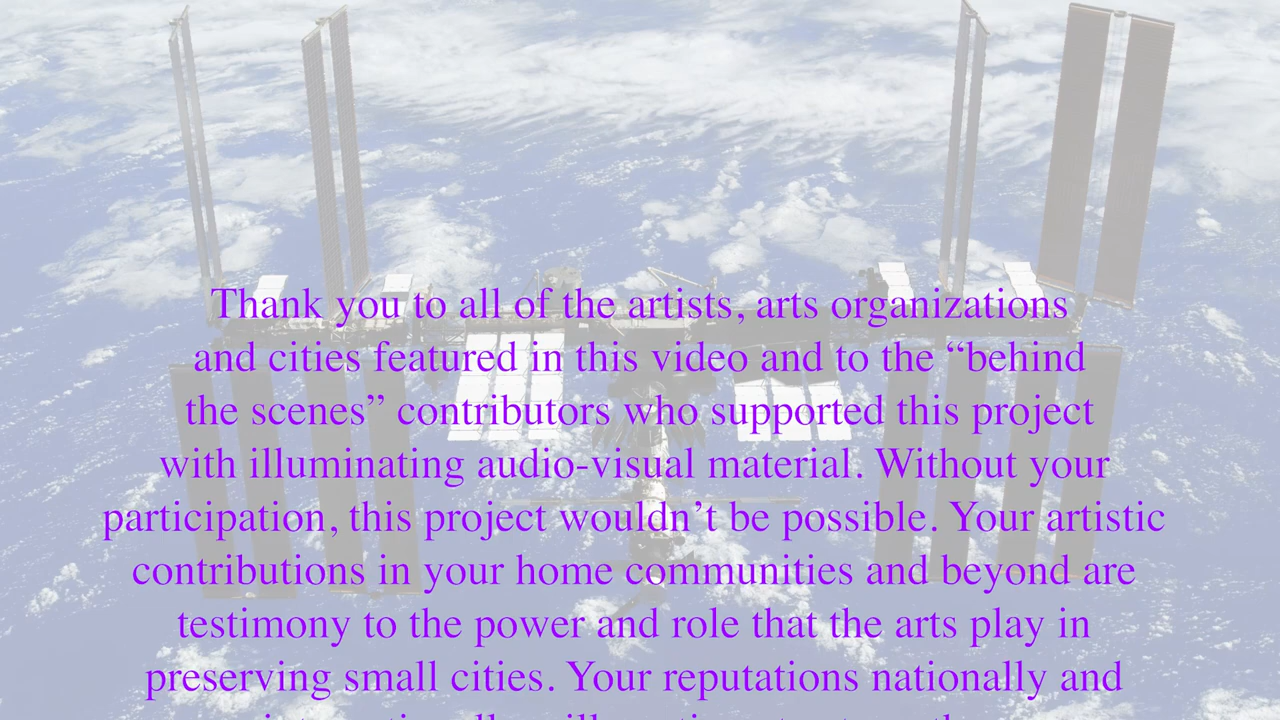 Thank you to all of the artists, arts organizations
and cities featured in this video and to the “behind
the scenes” contributors who supported this project
with illuminating audio-visual material. Without your
participation, this project wouldn’t be possible. Your artistic
contributions in your home communities and beyond are
testimony to the power and role that the arts play in
preserving small cities. Your reputations nationally and